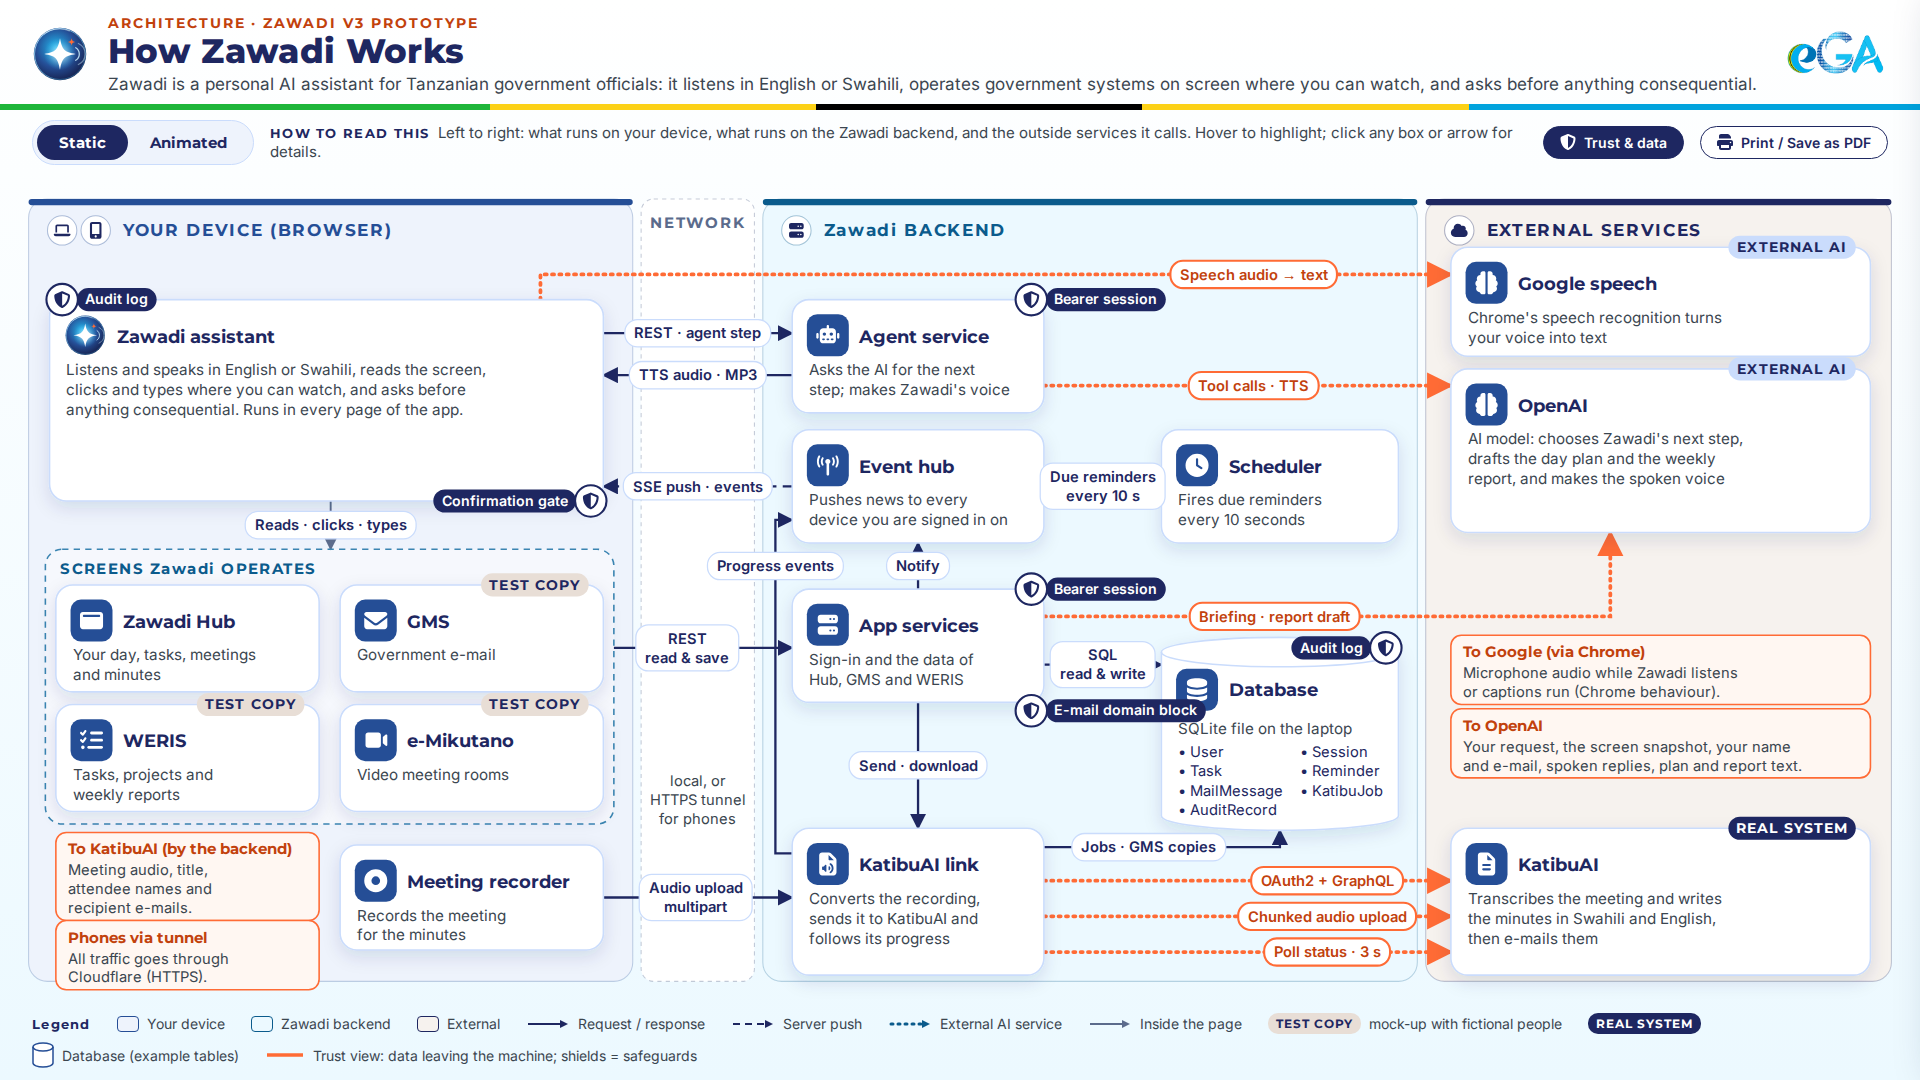 ARCHITECTURE · ZAWADI V3 PROTOTYPE
How Zawadi Works
Zawadi is a personal AI assistant for Tanzanian government officials: it listens in English or Swahili, operates government systems on screen where you can watch, and asks before anything consequential.
eGA
Static
Animated
HOW TO READ THIS Left to right: what runs on your device, what runs on the Zawadi backend, and the outside services it calls. Hover to highlight; click any box or arrow for
details.
Trust & data
Print / Save as PDF
YOUR DEVICE (BROWSER)
NETWORK
Zawadi BACKEND
EXTERNAL SERVICES
Audit log
Zawadi assistant
Listens and speaks in English or Swahili, reads the screen,
clicks and types where you can watch, and asks before
anything consequential. Runs in every page of the app.
Confirmation gate
Reads · clicks · types
SCREENS Zawadi OPERATES
Zawadi Hub
Your day, tasks, meetings
and minutes
TEST COPY
GMS
Government e-mail
TEST COPY
WERIS
Tasks, projects and
weekly reports
TEST COPY
e-Mikutano
Video meeting rooms
To KatibuAI (by the backend)
Meeting audio, title,
attendee names and
recipient e-mails.
Phones via tunnel
All traffic goes through
Cloudflare (HTTPS).
Meeting recorder
Records the meeting
for the minutes
REST · agent step
TTS audio · MP3
SSE push · events
Progress events
REST
read & save
local, or
HTTPS tunnel
for phones
Audio upload
multipart
Speech audio → text
Bearer session
Agent service
Asks the AI for the next
step; makes Zawadi's voice
Tool calls · TTS
Event hub
Pushes news to every
device you are signed in on
Due reminders
every 10 s
Scheduler
Fires due reminders
every 10 seconds
Notify
Bearer session
App services
Sign-in and the data of
Hub, GMS and WERIS
Briefing · report draft
SQL
read & write
E-mail domain block
Audit log
Database
SQLite file on the laptop
• User
• Session
• Task
• Reminder
• MailMessage
• KatibuJob
• AuditRecord
Send · download
KatibuAI link
Converts the recording,
sends it to KatibuAI and
follows its progress
Jobs · GMS copies
OAuth2 + GraphQL
Chunked audio upload
Poll status · 3 s
EXTERNAL AI
Google speech
Chrome's speech recognition turns
your voice into text
EXTERNAL AI
OpenAI
AI model: chooses Zawadi's next step,
drafts the day plan and the weekly
report, and makes the spoken voice
To Google (via Chrome)
Microphone audio while Zawadi listens
or captions run (Chrome behaviour).
To OpenAI
Your request, the screen snapshot, your name
and e-mail, spoken replies, plan and report text.
REAL SYSTEM
KatibuAI
Transcribes the meeting and writes
the minutes in Swahili and English,
then e-mails them
Legend
Your device
Zawadi backend
External
Request / response
Server push
External AI service
Inside the page
TEST COPY mock-up with fictional people
REAL SYSTEM
Database (example tables)
Trust view: data leaving the machine; shields = safeguards